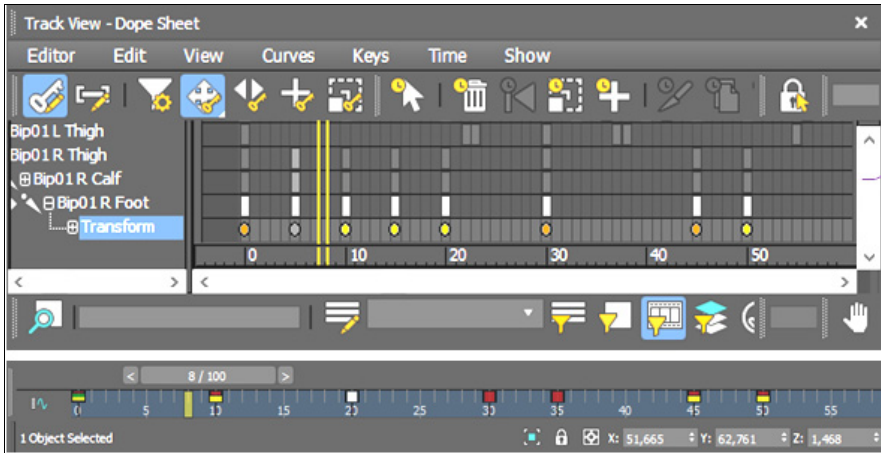 Track View - Dope Sheet
Editor Edit View Curves Keys Time Show
Bip01 L Thigh
Bip01 R Thigh
Bip01 R Calf
Bip01 R Foot
Transform
0 10 20 30 40 50
8 / 100
0 5 10 15 20 25 30 35 40 45 50 55
1 Object Selected X: 51,665 Y: 62,761 Z: 1,468